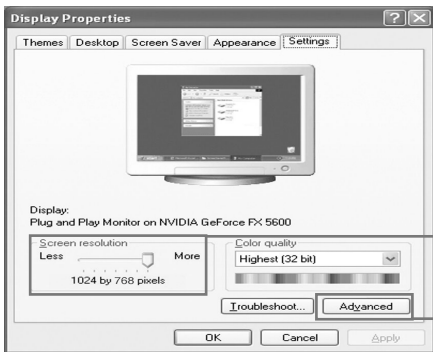 Display Properties
Themes Desktop Screen Saver Appearance Settings
Display:
Plug and Play Monitor on NVIDIA GeForce FX 5600
Screen resolution
Less More
1024 by 768 pixels
Color quality
Highest (32 bit)
Troubleshoot... Advanced
OK Cancel Apply